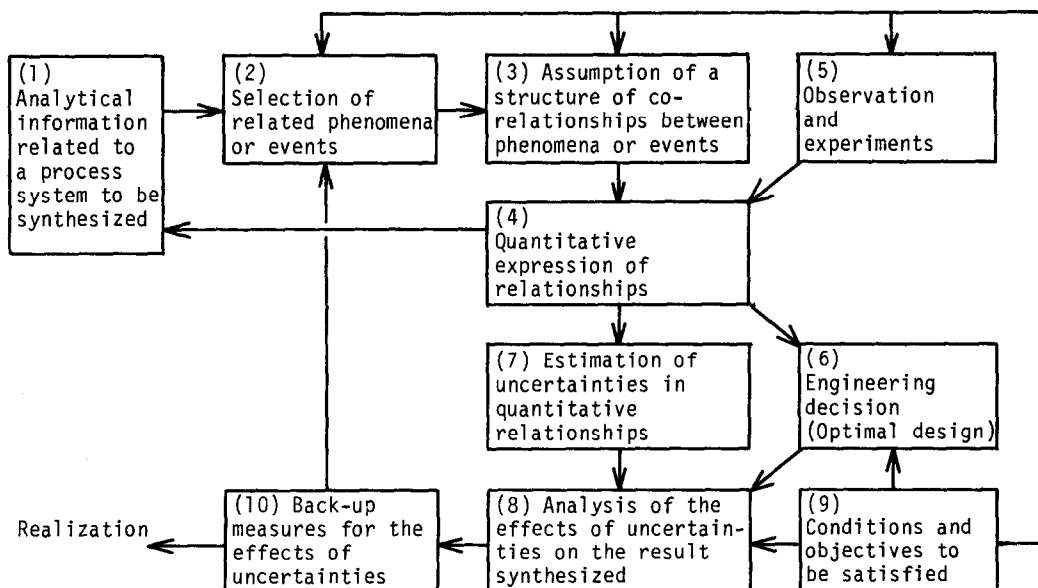 (1)
Analytical
information
related to
a process
system to be
synthesized
(2)
Selection of
related phenomena
or events
(3) Assumption of a
structure of co-
relationships between
phenomena or events
(5)
Observation
and
experiments
(4)
Quantitative
expression of
relationships
(7) Estimation of
uncertainties in
quantitative
relationships
(6)
Engineering
decision
(Optimal design)
Realization
(10) Back-up
measures for the
effects of
uncertainties
(8) Analysis of the
effects of uncertain-
ties on the result
synthesized
(9)
Conditions and
objectives to
be satisfied